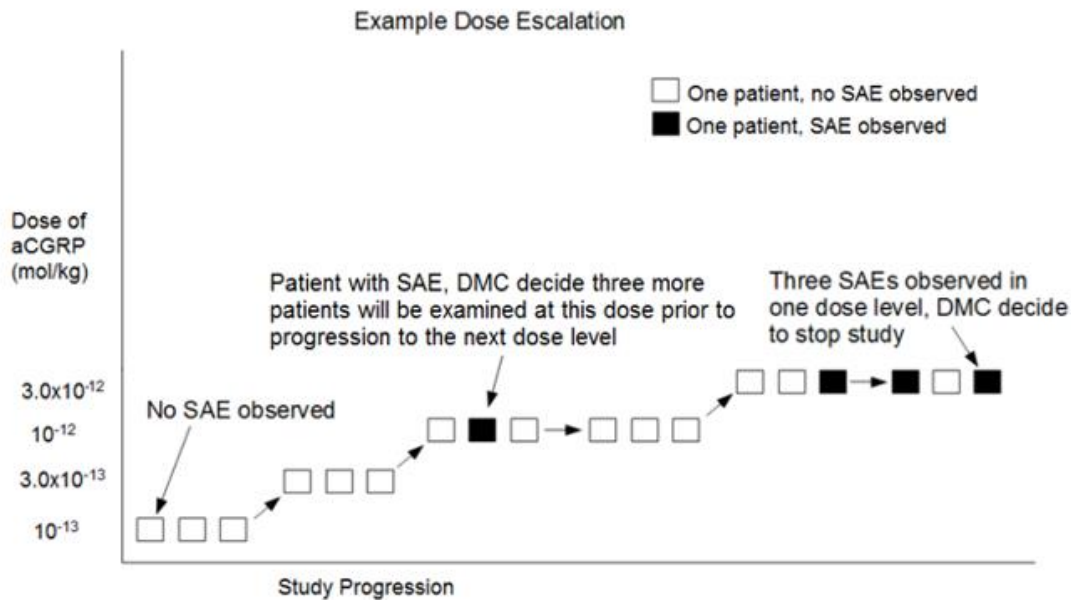 Example Dose Escalation
One patient, no SAE observed
One patient, SAE observed
Dose of
aCGRP
(mol/kg)
Patient with SAE, DMC decide three more
patients will be examined at this dose prior to
progression to the next dose level
Three SAEs observed in
one dose level, DMC decide
to stop study
No SAE observed
3.0x10⁻¹²
10⁻¹²
3.0x10⁻¹³
10⁻¹³
Study Progression